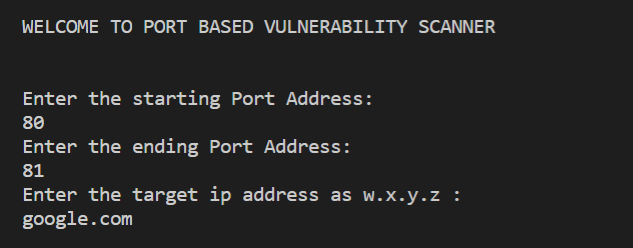 WELCOME TO PORT BASED VULNERABILITY SCANNER
Enter the starting Port Address:
80
Enter the ending Port Address:
81
Enter the target ip address as w.x.y.z :
google.com